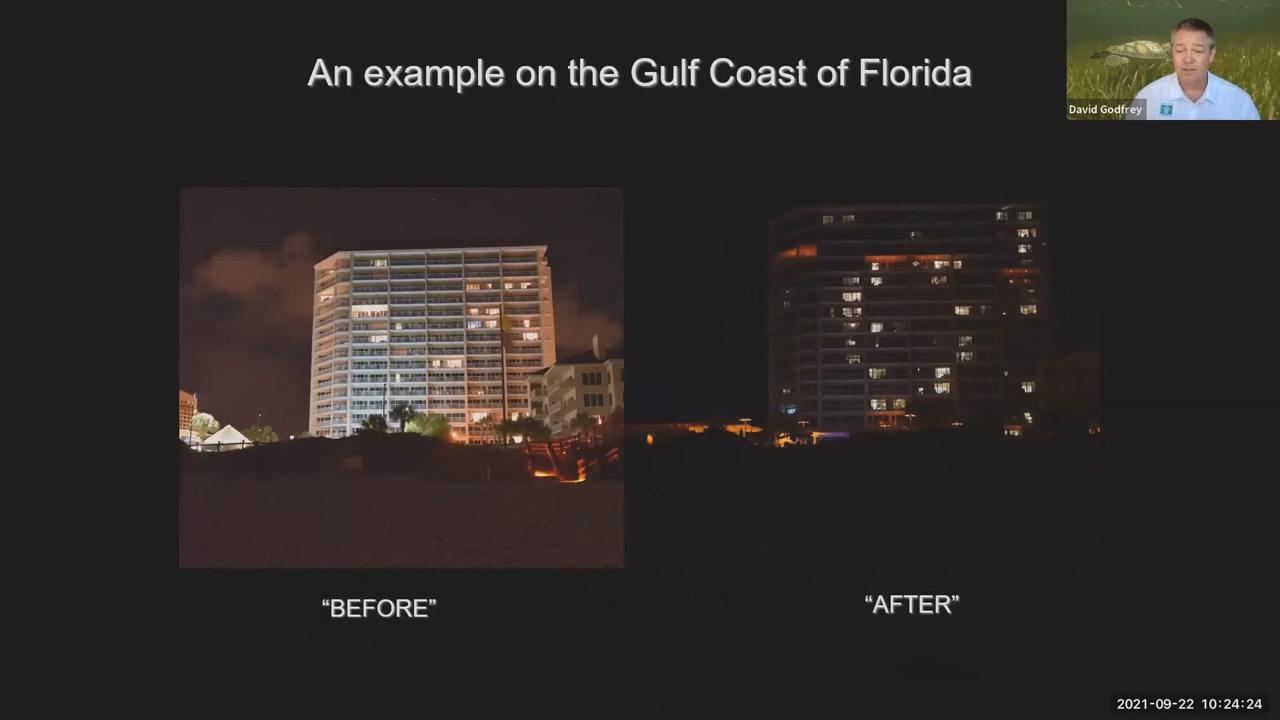 An example on the Gulf Coast of Florida
David Godfrey
“BEFORE”
“AFTER”
2021-09-22 10:24:24